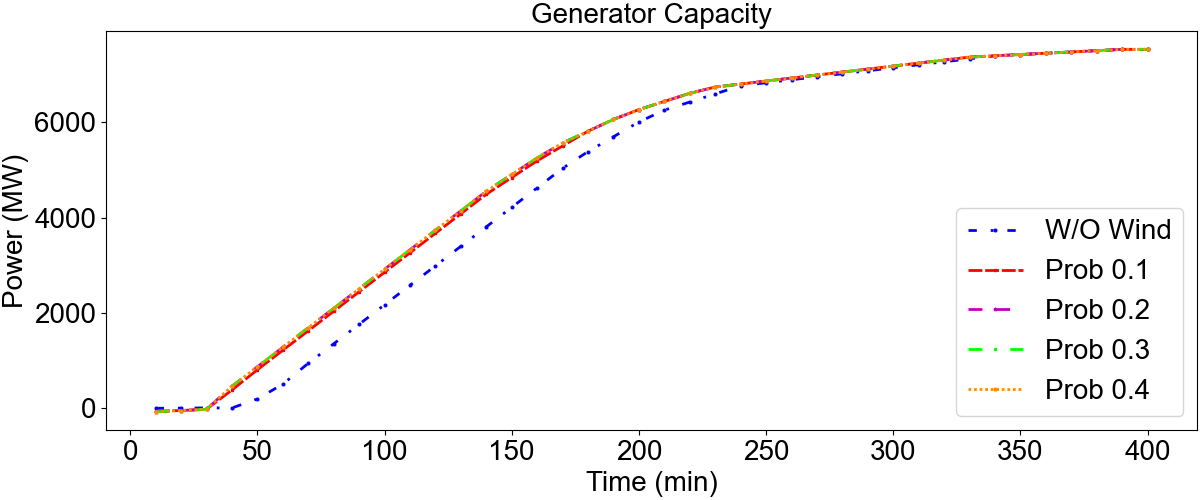 Generator Capacity
Power (MW)
6000
4000
2000
0
0 50 100 150 200 250 300 350 400
Time (min)
W/O Wind
Prob 0.1
Prob 0.2
Prob 0.3
Prob 0.4